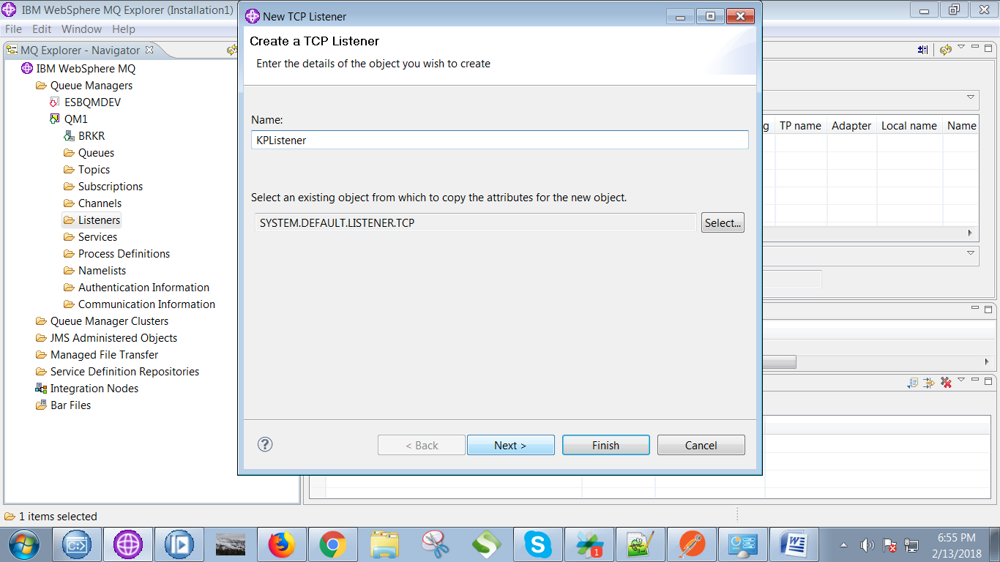 IBM WebSphere MQ Explorer (Installation1)
File Edit Window Help
MQ Explorer - Navigator
IBM WebSphere MQ
Queue Managers
ESBQMDEV
QM1
BRKR
Queues
Topics
Subscriptions
Channels
Listeners
Services
Process Definitions
Namelists
Authentication Information
Communication Information
Queue Manager Clusters
JMS Administered Objects
Managed File Transfer
Service Definition Repositories
Integration Nodes
Bar Files
New TCP Listener
Create a TCP Listener
Enter the details of the object you wish to create
Name:
KPListener
Select an existing object from which to copy the attributes for the new object.
SYSTEM.DEFAULT.LISTENER.TCP
Select...
< Back Next > Finish Cancel
g TP name Adapter Local name Name
1 items selected
1
6:55 PM
2/13/2018